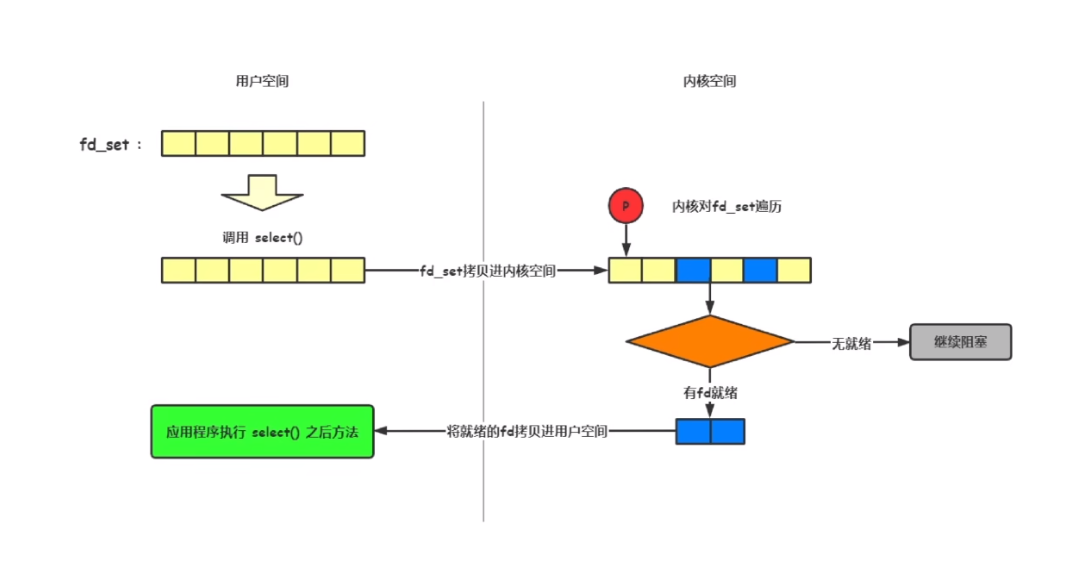 用户空间
内核空间
fd_set :
P
内核对fd_set遍历
调用 select()
fd_set拷贝进内核空间
无就绪
继续阻塞
有fd就绪
应用程序执行 select() 之后方法
将就绪的fd拷贝进用户空间